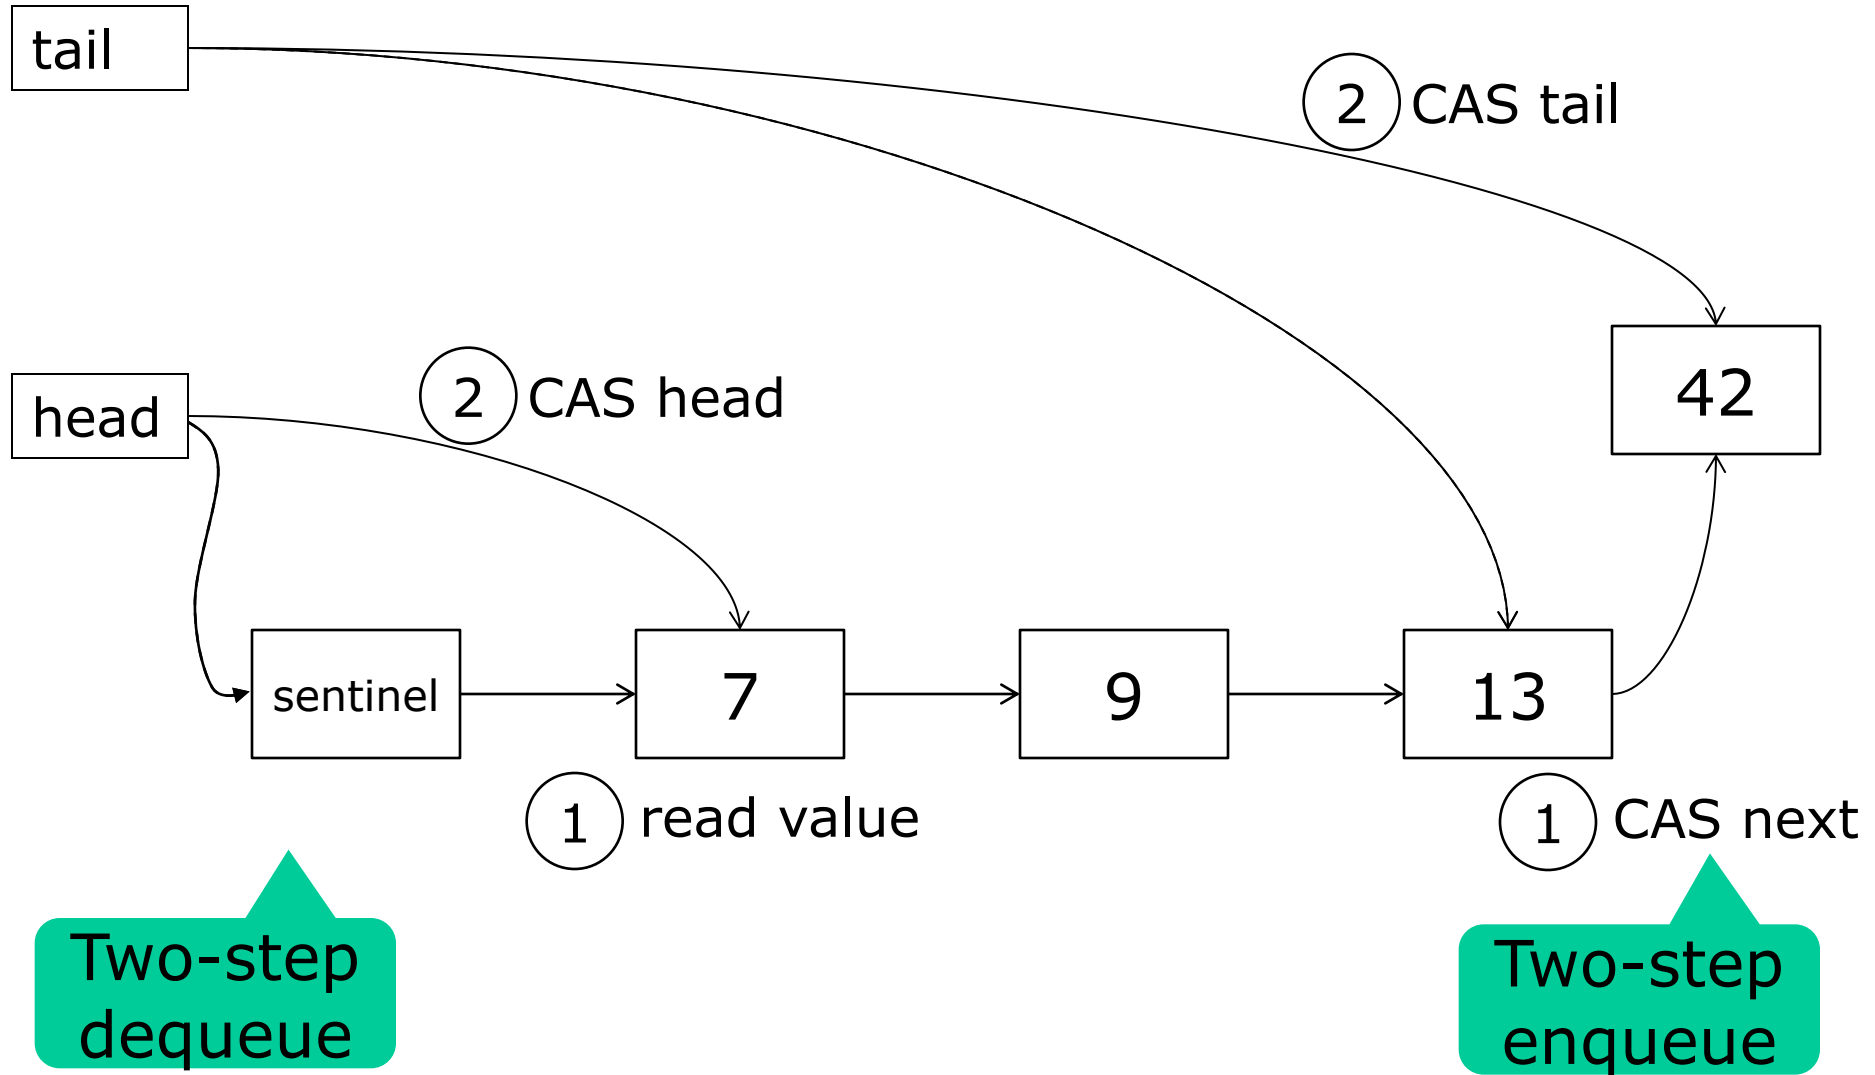 tail
2 CAS tail
head
2 CAS head
42
sentinel
7
9
13
1 read value
1 CAS next
Two-step
dequeue
Two-step
enqueue